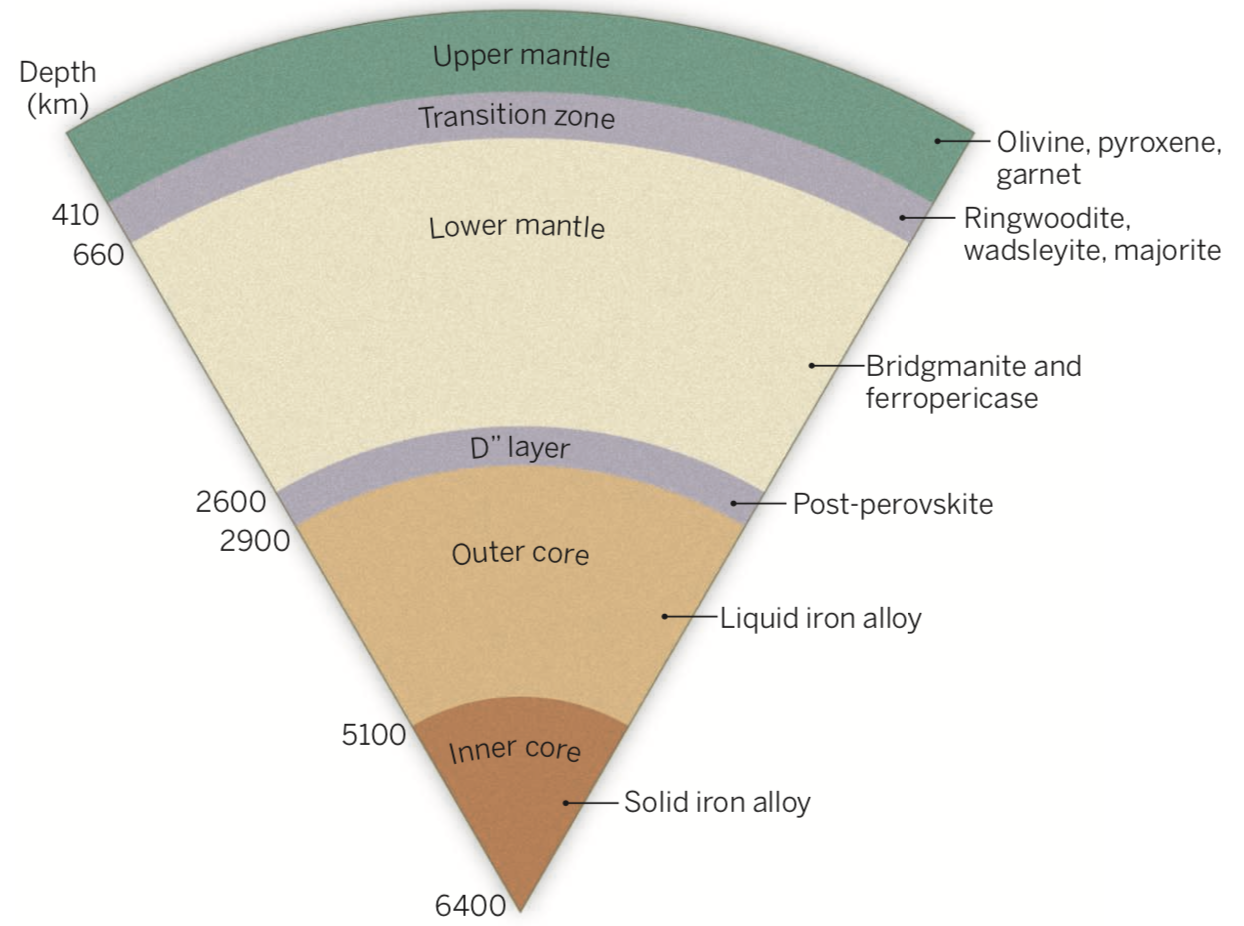 Upper mantle
Depth
(km)
Transition zone
Olivine, pyroxene,
garnet
410
Ringwoodite,
wadsleyite, majorite
660
Lower mantle
Bridgmanite and
ferropericase
D” layer
2600
Post-perovskite
2900
Outer core
Liquid iron alloy
5100
Inner core
Solid iron alloy
6400